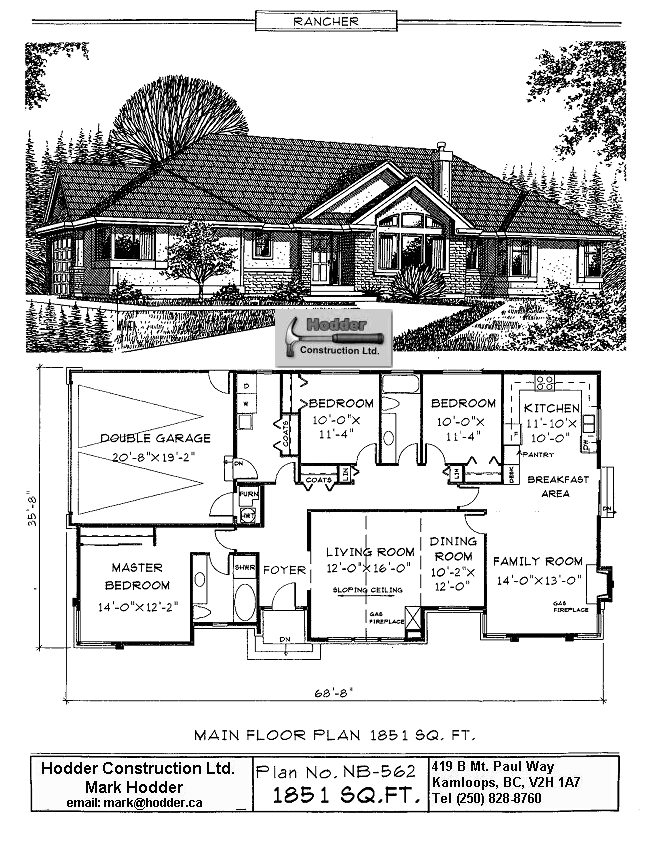 RANCHER
Hodder
Construction Ltd.
BEDROOM
10'-0"X
11'-4"
BEDROOM
10'-0"X
11'-4"
KITCHEN
11'-10"X
10'-0"
D
W
COATS
DOUBLE GARAGE
20'-8"X19'-2"
DN
COATS
LIN
LIN
F
DW
PANTRY
DESK
BREAKFAST
AREA
DN
FURN
HWT
35'-8"
MASTER
BEDROOM
14'-0"X12'-2"
SHWR
FOYER
LIVING ROOM
12'-0"X16'-0"
SLOPING CEILING
GAS
FIREPLACE
DINING
ROOM
10'-2"X
12'-0"
FAMILY ROOM
14'-0"X13'-0"
GAS
FIREPLACE
DN
68'-8"
MAIN FLOOR PLAN 1851 SQ. FT.
Hodder Construction Ltd.
Mark Hodder
email: mark@hodder.ca
Plan No. NB-562
1851 SQ.FT.
419 B Mt. Paul Way
Kamloops, BC, V2H 1A7
Tel (250) 828-8760